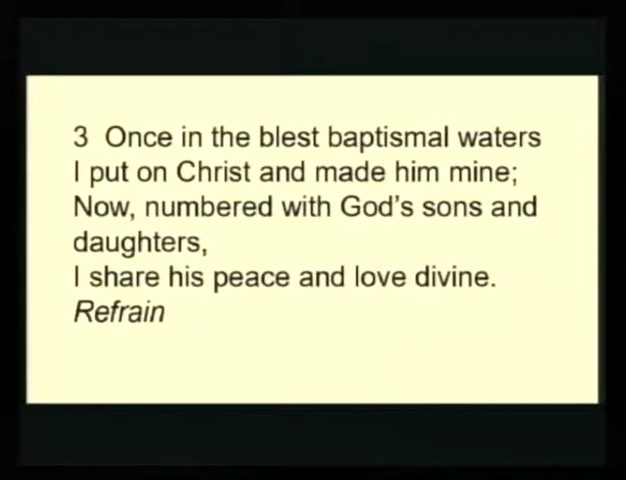 3 Once in the blest baptismal waters
I put on Christ and made him mine;
Now, numbered with God's sons and
daughters,
I share his peace and love divine.
Refrain